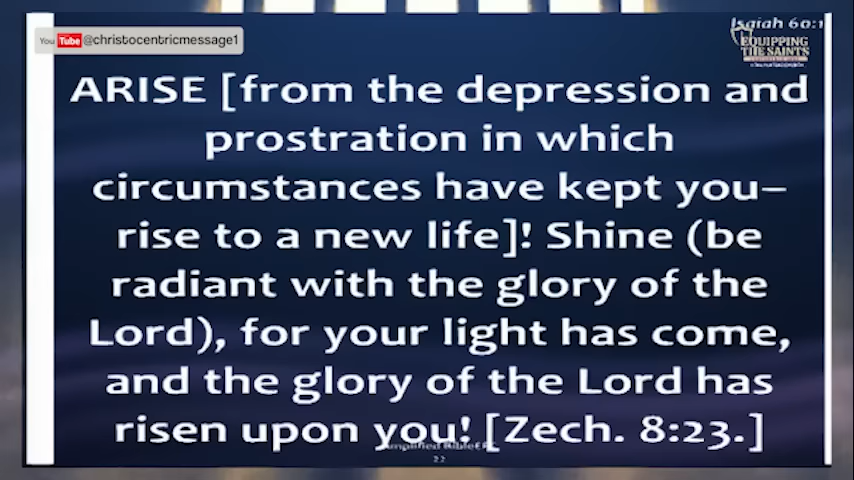 Isaiah 60:1
You Tube @christocentricmessage1
EQUIPPING
THE SAINTS
ARISE [from the depression and
prostration in which
circumstances have kept you–
rise to a new life]! Shine (be
radiant with the glory of the
Lord), for your light has come,
and the glory of the Lord has
risen upon you! [Zech. 8:23.]
22